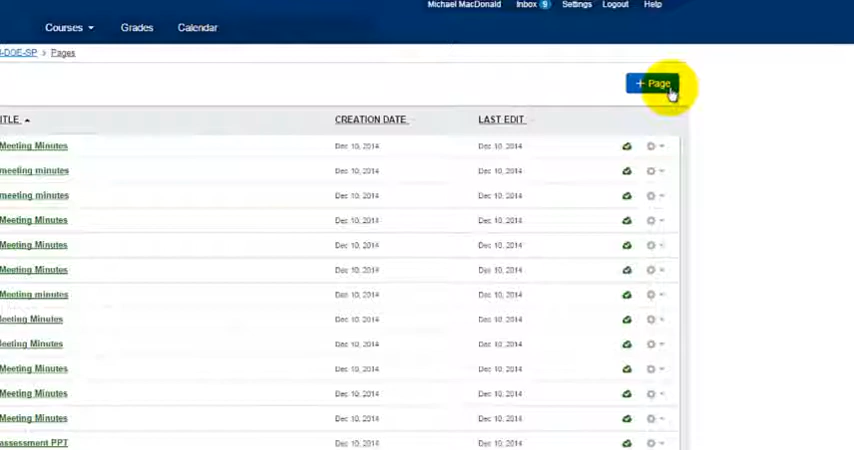 Michael MacDonald Inbox 9 Settings Logout Help
Courses Grades Calendar
I-DOE-SP > Pages
+ Page
ITLE CREATION DATE LAST EDIT
Meeting Minutes Dec 10, 2014 Dec 10, 2014
meeting minutes Dec 10, 2014 Dec 10, 2014
meeting minutes Dec 10, 2014 Dec 10, 2014
Meeting Minutes Dec 10, 2014 Dec 10, 2014
Meeting Minutes Dec 10, 2014 Dec 10, 2014
Meeting Minutes Dec 10, 2014 Dec 10, 2014
Meeting minutes Dec 10, 2014 Dec 10, 2014
Meeting Minutes Dec 10, 2014 Dec 10, 2014
Meeting Minutes Dec 10, 2014 Dec 10, 2014
Meeting Minutes Dec 10, 2014 Dec 10, 2014
Meeting Minutes Dec 10, 2014 Dec 10, 2014
Meeting Minutes Dec 10, 2014 Dec 10, 2014
assessment PPT Dec 10, 2014 Dec 10, 2014